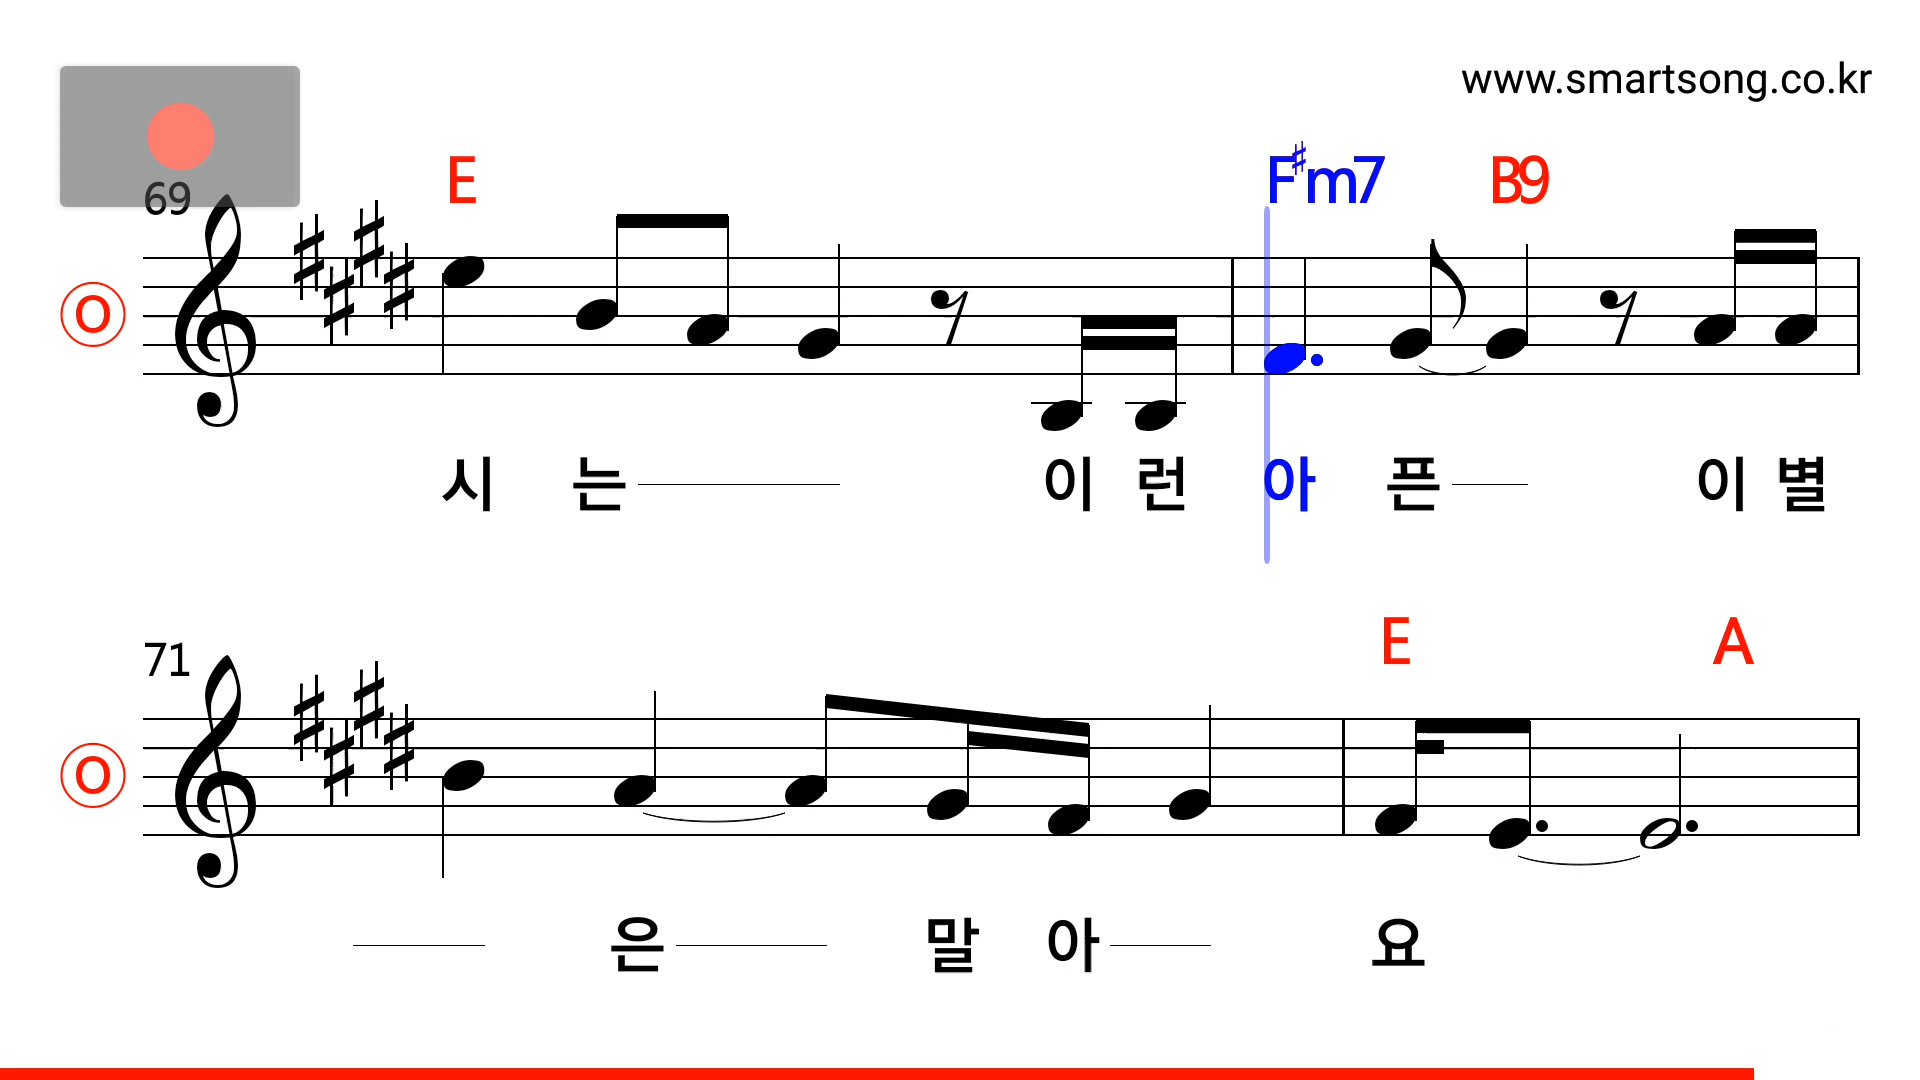 www.smartsong.co.kr
69
E F♯m7 B9
O
시 는 이 런 아 픈 이 별
71
E A
O
은 말 아 요